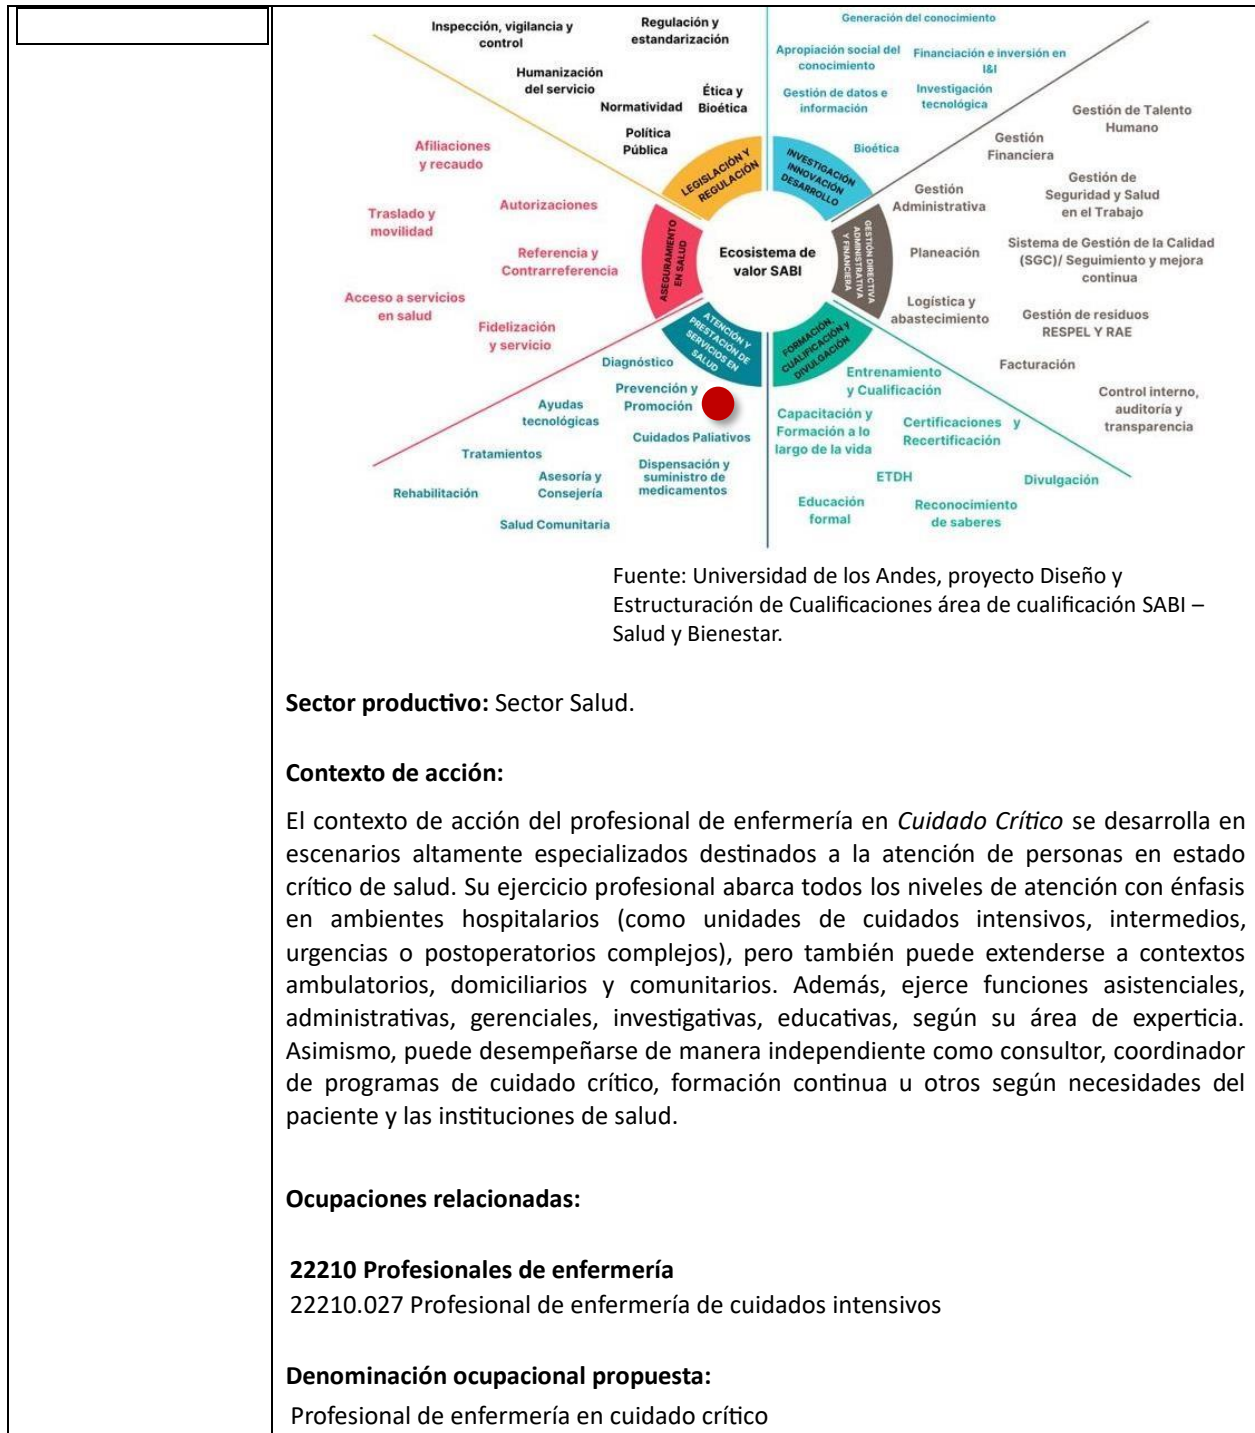 Inspección, vigilancia y
control
Regulación y
estandarización
Humanización
del servicio
Normatividad
Ética y
Bioética
Política
Pública
Generación del conocimiento
Apropiación social del
conocimiento
Financiación e inversión en
I&I
Gestión de datos e
información
Investigación
tecnológica
Bioética
Gestión de Talento
Humano
Gestión
Financiera
Gestión de
Seguridad y Salud
en el Trabajo
Gestión
Administrativa
Planeación
Sistema de Gestión de la Calidad
(SGC)/ Seguimiento y mejora
continua
Logística y
abastecimiento
Gestión de residuos
RESPEL Y RAE
Facturación
Control interno,
auditoría y
transparencia
Afiliaciones
y recaudo
Autorizaciones
Traslado y
movilidad
Referencia y
Contrarreferencia
Acceso a servicios
en salud
Fidelización
y servicio
LEGISLACIÓN Y
REGULACIÓN
INVESTIGACIÓN
INNOVACIÓN
DESARROLLO
GESTIÓN DIRECTIVA
ADMINISTRATIVA
Y FINANCIERA
FORMACIÓN,
CUALIFICACIÓN y
DIVULGACIÓN
ATENCIÓN Y
PRESTACIÓN DE
SERVICIOS EN
SALUD
ASEGURAMIENTO
EN SALUD
Ecosistema de
valor SABI
Diagnóstico
Prevención y
Promoción
Ayudas
tecnológicas
Cuidados Paliativos
Tratamientos
Asesoría y
Consejería
Dispensación y
suministro de
medicamentos
Rehabilitación
Salud Comunitaria
Entrenamiento
y Cualificación
Capacitación y
Formación a lo
largo de la vida
Certificaciones y
Recertificación
ETDH
Divulgación
Educación
formal
Reconocimiento
de saberes
Fuente: Universidad de los Andes, proyecto Diseño y
Estructuración de Cualificaciones área de cualificación SABI –
Salud y Bienestar.
Sector productivo: Sector Salud.
Contexto de acción:
El contexto de acción del profesional de enfermería en Cuidado Crítico se desarrolla en
escenarios altamente especializados destinados a la atención de personas en estado
crítico de salud. Su ejercicio profesional abarca todos los niveles de atención con énfasis
en ambientes hospitalarios (como unidades de cuidados intensivos, intermedios,
urgencias o postoperatorios complejos), pero también puede extenderse a contextos
ambulatorios, domiciliarios y comunitarios. Además, ejerce funciones asistenciales,
administrativas, gerenciales, investigativas, educativas, según su área de experticia.
Asimismo, puede desempeñarse de manera independiente como consultor, coordinador
de programas de cuidado crítico, formación continua u otros según necesidades del
paciente y las instituciones de salud.
Ocupaciones relacionadas:
22210 Profesionales de enfermería
22210.027 Profesional de enfermería de cuidados intensivos
Denominación ocupacional propuesta:
Profesional de enfermería en cuidado crítico